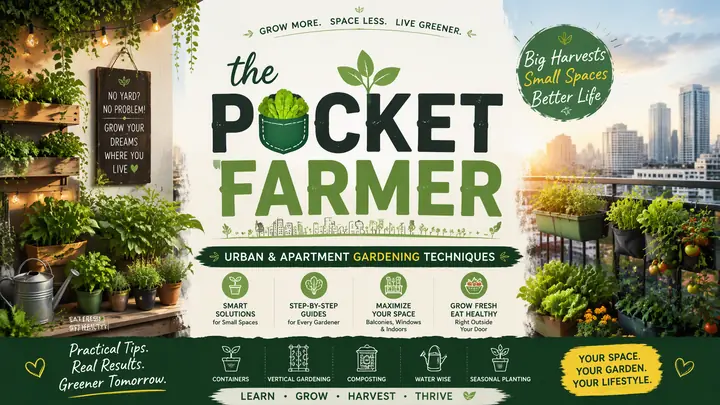 GROW MORE. SPACE LESS. LIVE GREENER.
the
POCKET
FARMER
NO YARD?
NO PROBLEM!
GROW YOUR
DREAMS
WHERE YOU
LIVE
Big Harvests
Small Spaces
Better Life
URBAN & APARTMENT GARDENING TECHNIQUES
SMART
SOLUTIONS
for Small Spaces
STEP-BY-STEP
GUIDES
for Every Gardener
MAXIMIZE
YOUR SPACE
Balconies, Windows
& Indoors
GROW FRESH
EAT HEALTHY
Right Outside
Your Door
Practical Tips.
Real Results.
Greener Tomorrow.
CONTAINERS
VERTICAL GARDENING
COMPOSTING
WATER WISE
SEASONAL PLANTING
YOUR SPACE.
YOUR GARDEN.
YOUR LIFESTYLE.
LEARN • GROW • HARVEST • THRIVE